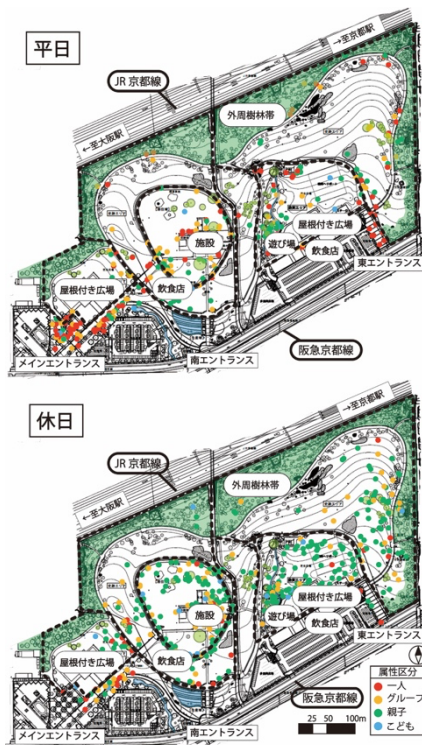 平日
→至京都駅
JR 京都線
←至大阪駅
外周樹林帯
屋根付き広場
施設
遊び場
屋根付き広場
飲食店
飲食店
東エントランス
メインエントランス
南エントランス
阪急京都線
休日
→至京都駅
JR 京都線
←至大阪駅
外周樹林帯
屋根付き広場
施設
遊び場
屋根付き広場
飲食店
飲食店
東エントランス
メインエントランス
南エントランス
阪急京都線
25 50 100m
属性区分
一人
グループ
親子
こども